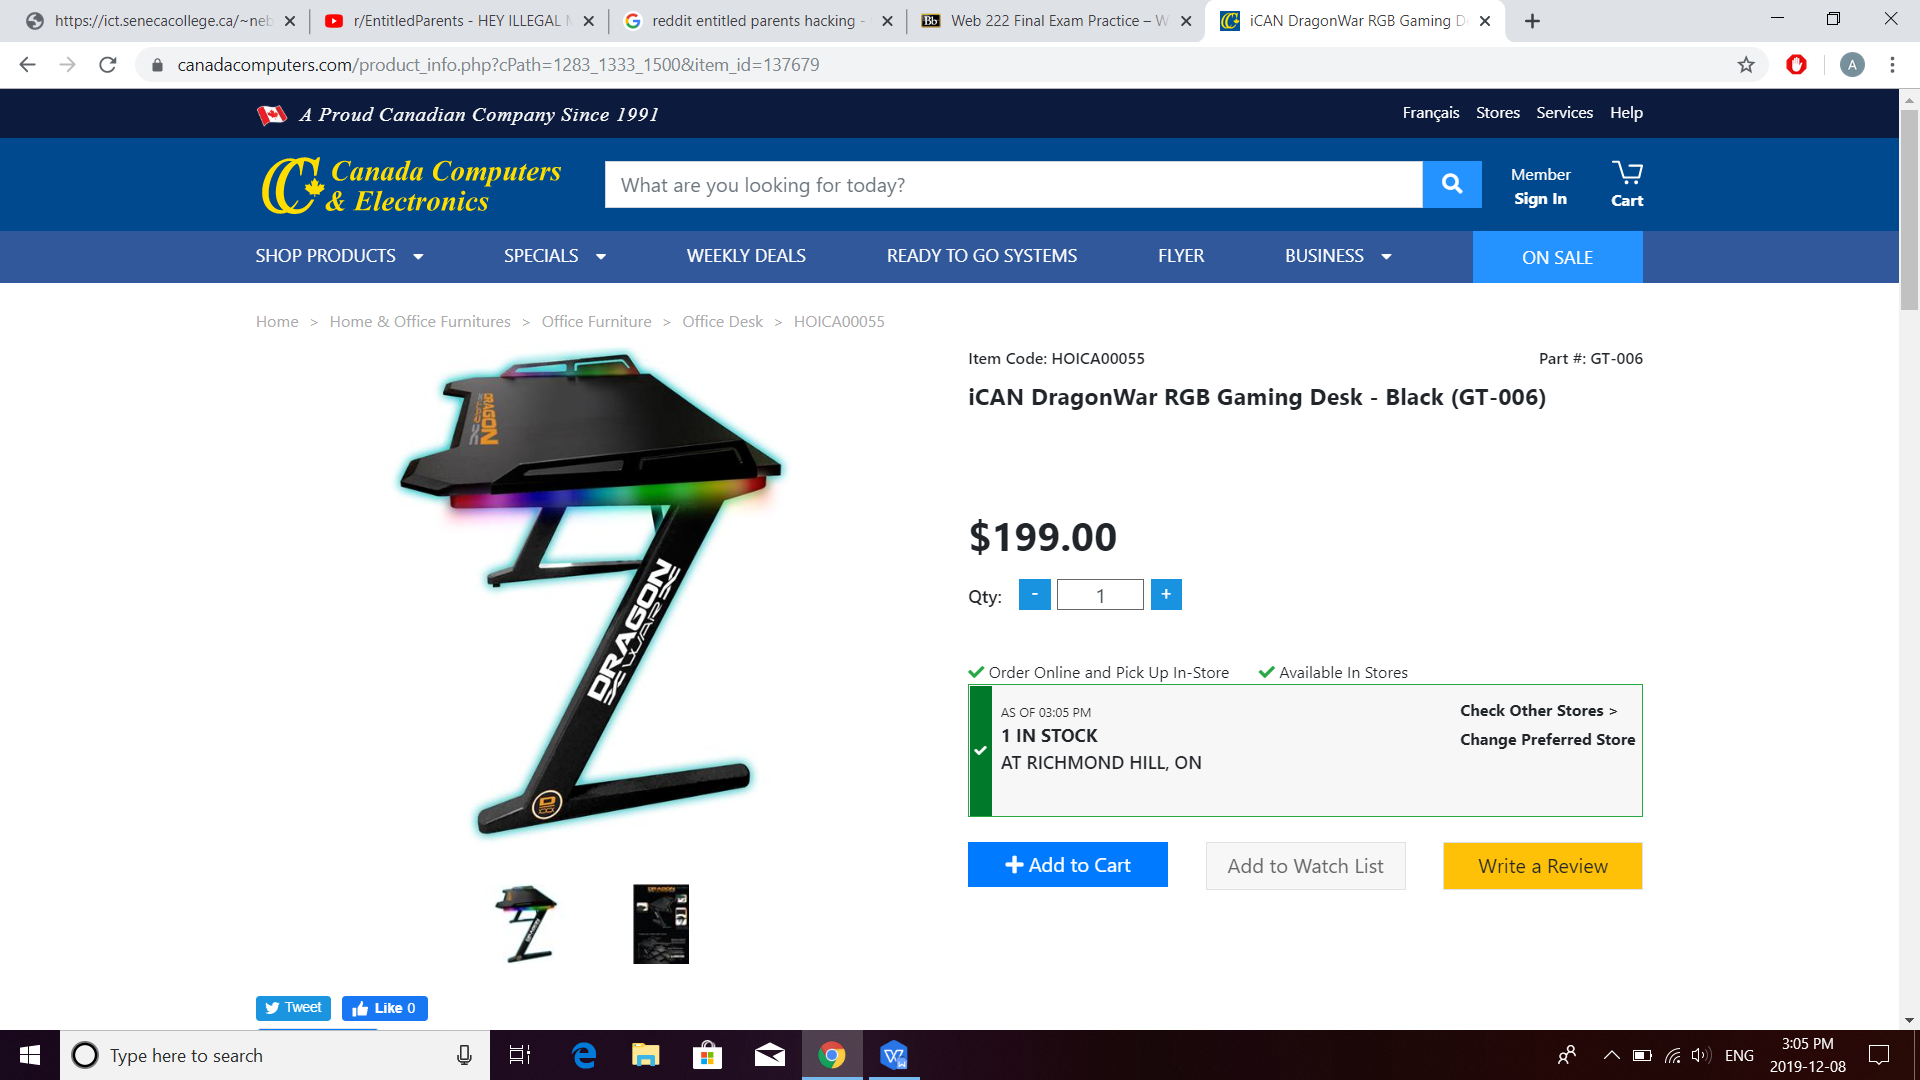 https://ict.senecacollege.ca/~neb
r/EntitledParents - HEY ILLEGAL
reddit entitled parents hacking -
Bb
Web 222 Final Exam Practice – W
iCAN DragonWar RGB Gaming D
canadacomputers.com/product_info.php?cPath=1283_1333_1500&item_id=137679
A
A Proud Canadian Company Since 1991
Français Stores Services Help
Canada Computers
& Electronics
What are you looking for today?
Member
Sign In
Cart
SHOP PRODUCTS SPECIALS WEEKLY DEALS READY TO GO SYSTEMS FLYER BUSINESS ON SALE
Home > Home & Office Furnitures > Office Furniture > Office Desk > HOICA00055
Item Code: HOICA00055
Part #: GT-006
iCAN DragonWar RGB Gaming Desk - Black (GT-006)
DRAGON
DRAGON
WAR
$199.00
Qty: - 1 +
Order Online and Pick Up In-Store
Available In Stores
AS OF 03:05 PM
1 IN STOCK
AT RICHMOND HILL, ON
Check Other Stores >
Change Preferred Store
+ Add to Cart
Add to Watch List
Write a Review
DRAGON
Tweet
Like 0
Type here to search
ENG
3:05 PM
2019-12-08